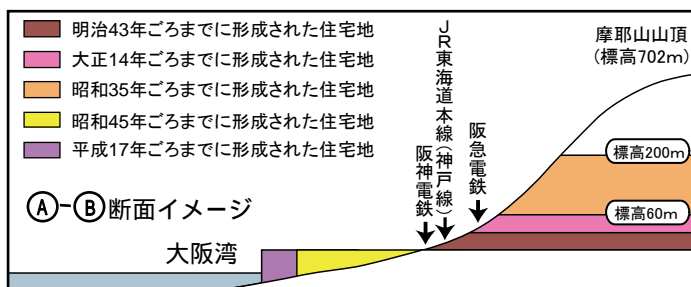 明治43年ごろまでに形成された住宅地
大正14年ごろまでに形成された住宅地
昭和35年ごろまでに形成された住宅地
昭和45年ごろまでに形成された住宅地
平成17年ごろまでに形成された住宅地
Ⓐ-Ⓑ断面イメージ
大阪湾
阪神電鉄
JR東海道本線(神戸線)
阪急電鉄
摩耶山山頂
(標高702m)
標高200m
標高60m